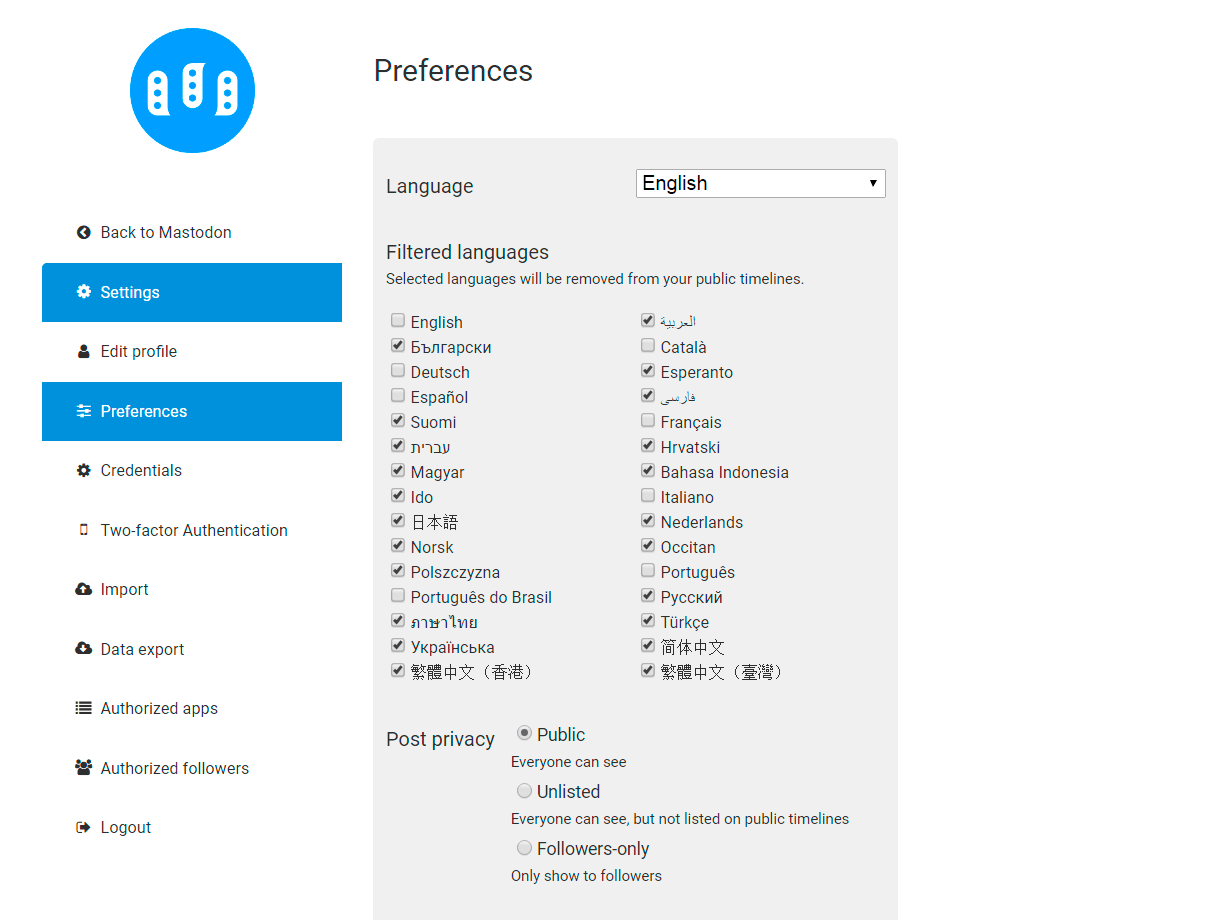 Preferences
Back to Mastodon
Settings
Edit profile
Preferences
Credentials
Two-factor Authentication
Import
Data export
Authorized apps
Authorized followers
Logout
Language
English
Filtered languages
Selected languages will be removed from your public timelines.
English
العربية
Български
Català
Deutsch
Esperanto
Español
فارسی
Suomi
Français
עברית
Hrvatski
Magyar
Bahasa Indonesia
Ido
Italiano
日本語
Nederlands
Norsk
Occitan
Polszczyzna
Português
Português do Brasil
Русский
ภาษาไทย
Türkçe
Українська
简体中文
繁體中文（香港）
繁體中文（臺灣）
Post privacy
Public
Everyone can see
Unlisted
Everyone can see, but not listed on public timelines
Followers-only
Only show to followers